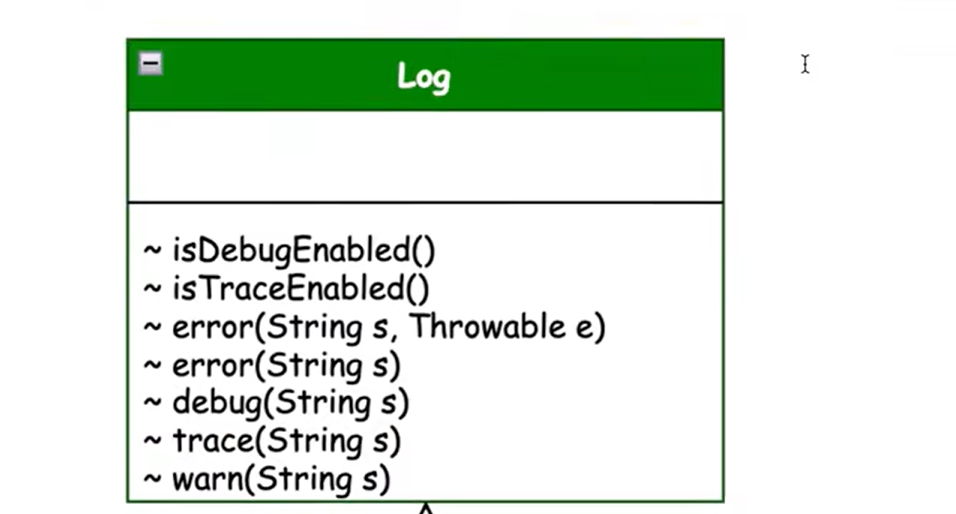 Log
~ isDebugEnabled()
~ isTraceEnabled()
~ error(String s, Throwable e)
~ error(String s)
~ debug(String s)
~ trace(String s)
~ warn(String s)